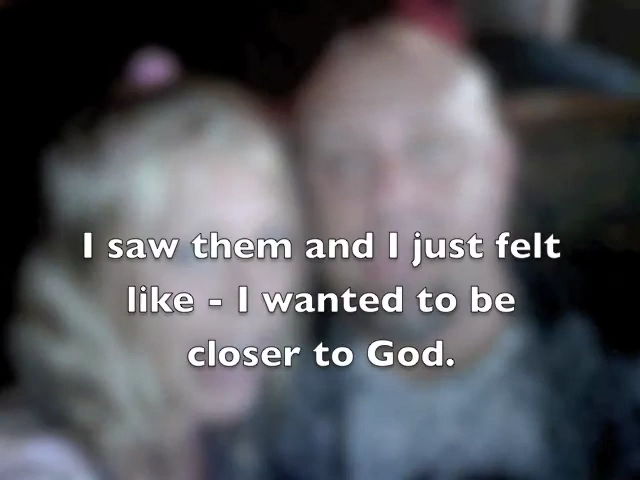 I saw them and I just felt
like - I wanted to be
closer to God.